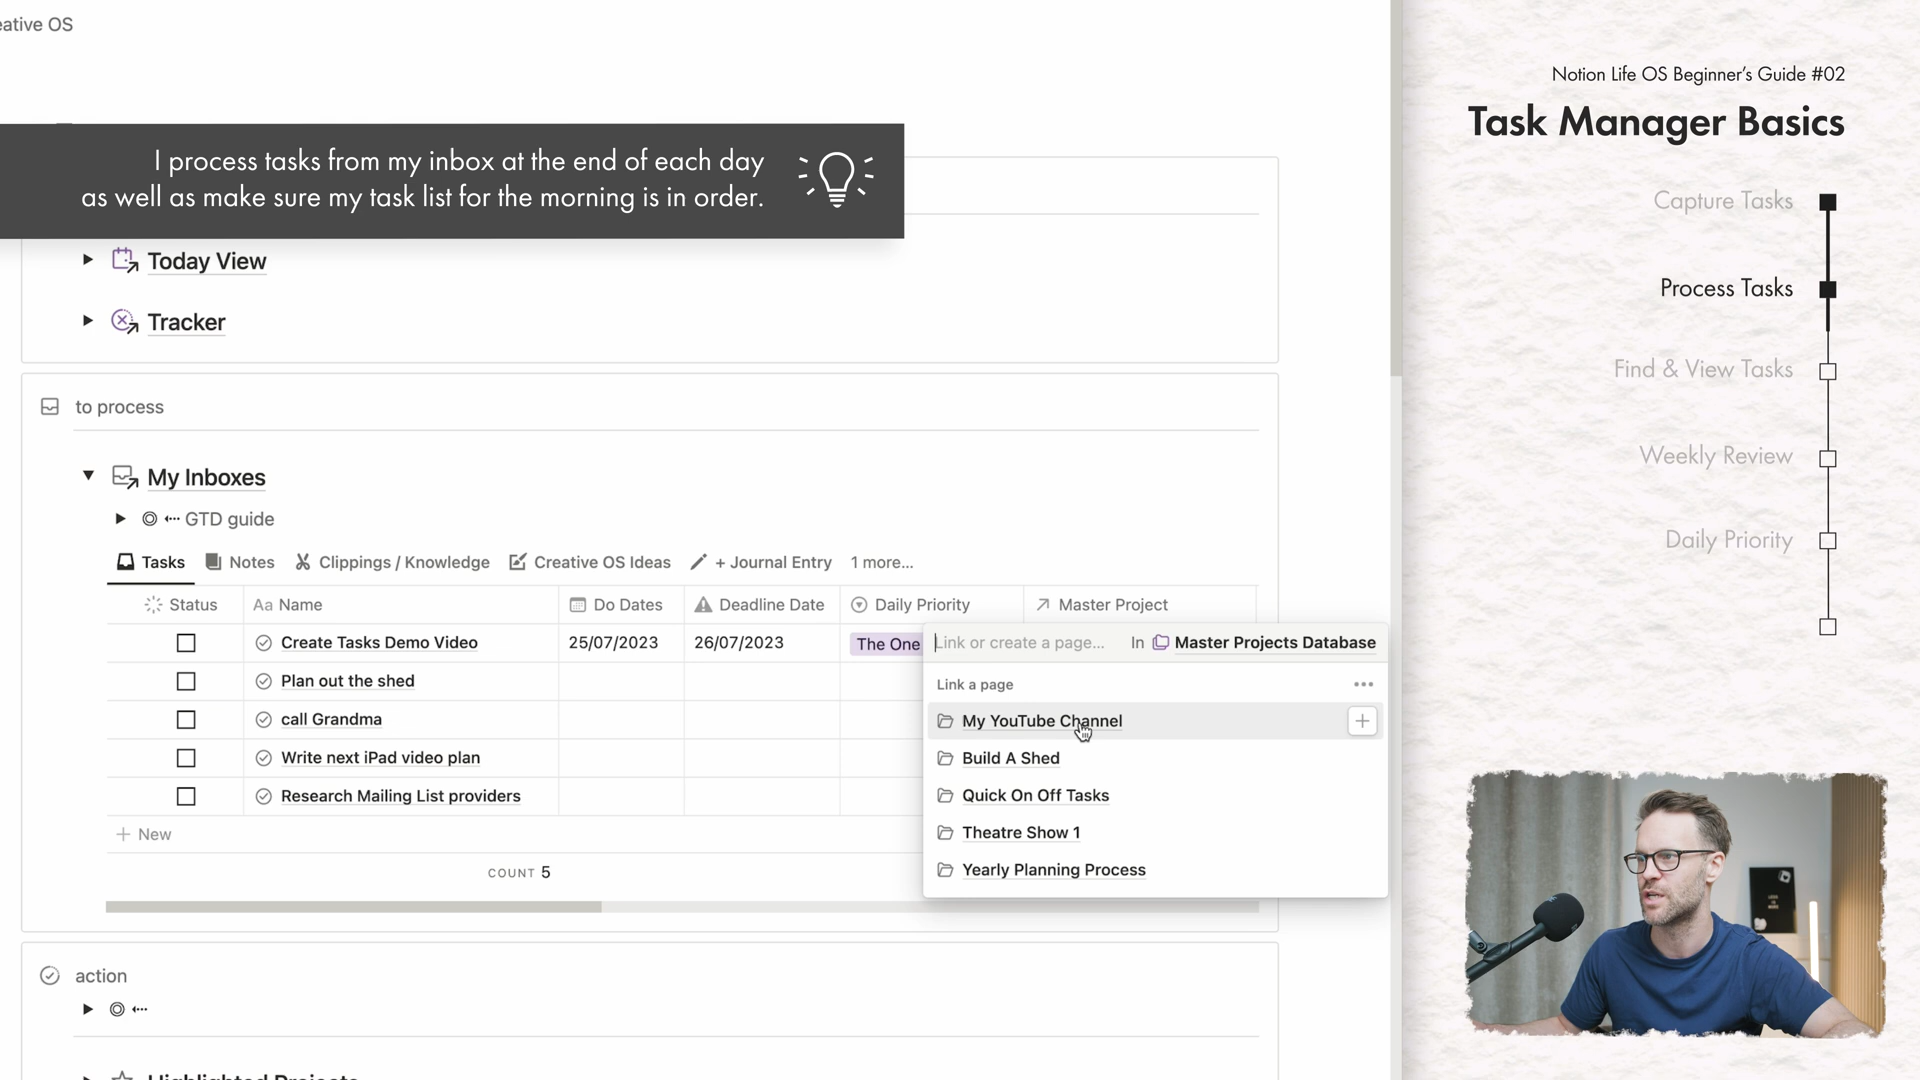 eative OS
I process tasks from my inbox at the end of each day
as well as make sure my task list for the morning is in order.
Today View
Tracker
to process
My Inboxes
GTD guide
Tasks Notes Clippings / Knowledge Creative OS Ideas + Journal Entry 1 more...
Status Aa Name Do Dates Deadline Date Daily Priority Master Project
Create Tasks Demo Video 25/07/2023 26/07/2023 The One
Plan out the shed
call Grandma
Write next iPad video plan
Research Mailing List providers
+ New
COUNT 5
Link or create a page... In Master Projects Database
Link a page
My YouTube Channel
Build A Shed
Quick On Off Tasks
Theatre Show 1
Yearly Planning Process
action
Highlighted Projects
Notion Life OS Beginner’s Guide #02
Task Manager Basics
Capture Tasks
Process Tasks
Find & View Tasks
Weekly Review
Daily Priority